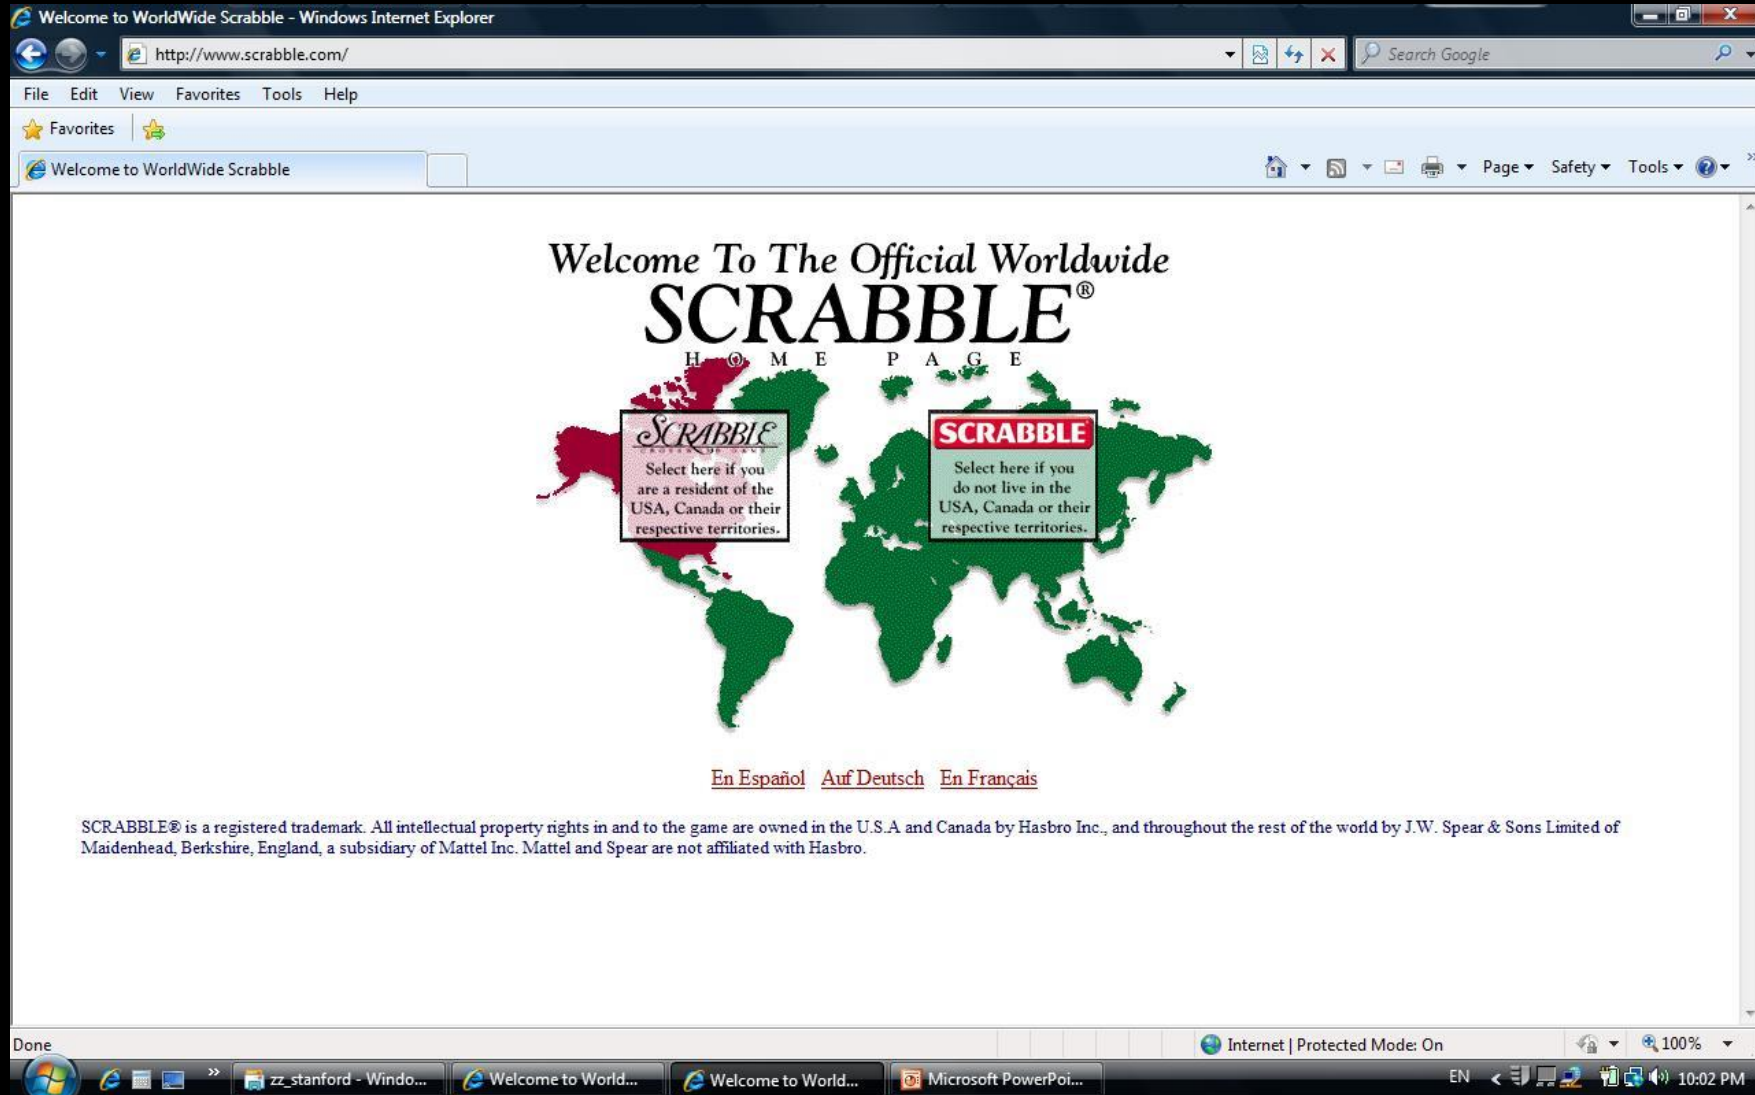 Welcome to WorldWide Scrabble - Windows Internet Explorer
http://www.scrabble.com/
Search Google
File Edit View Favorites Tools Help
Favorites
Welcome to WorldWide Scrabble
Page Safety Tools
Welcome To The Official Worldwide
SCRABBLE®
HOME PAGE
SCRABBLE
Select here if you
are a resident of the
USA, Canada or their
respective territories.
SCRABBLE
Select here if you
do not live in the
USA, Canada or their
respective territories.
En Español Auf Deutsch En Français
SCRABBLE® is a registered trademark. All intellectual property rights in and to the game are owned in the U.S.A and Canada by Hasbro Inc., and throughout the rest of the world by J.W. Spear & Sons Limited of
Maidenhead, Berkshire, England, a subsidiary of Mattel Inc. Mattel and Spear are not affiliated with Hasbro.
Done
Internet | Protected Mode: On
100%
zz_stanford - Windo...
Welcome to World...
Welcome to World...
Microsoft PowerPoi...
EN
10:02 PM